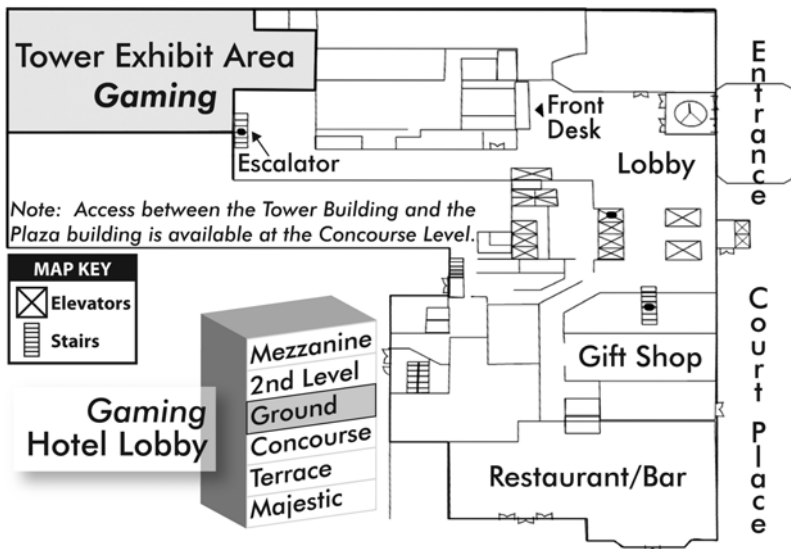 Tower Exhibit Area
Gaming
Entrance
Front
Desk
Escalator
Lobby
Note: Access between the Tower Building and the
Plaza building is available at the Concourse Level.
MAP KEY
Elevators
Stairs
Mezzanine
2nd Level
Ground
Concourse
Terrace
Majestic
Gaming
Hotel Lobby
Gift Shop
Restaurant/Bar
Court Place